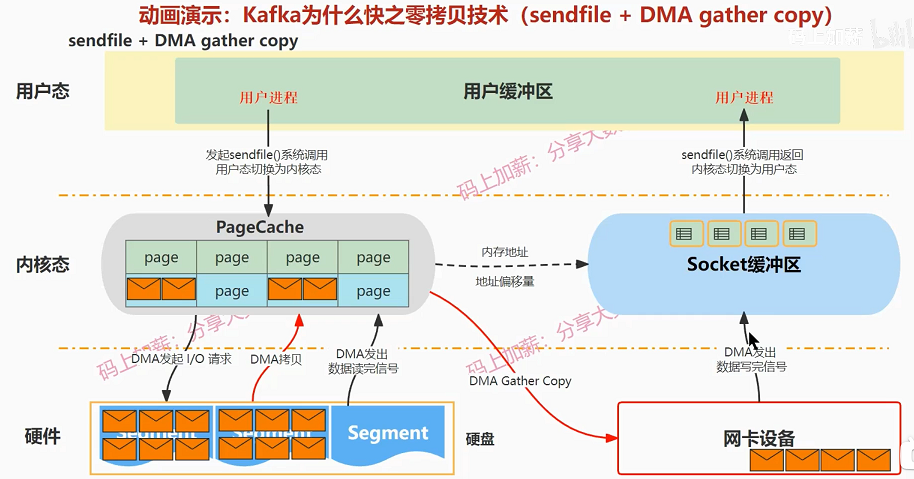 动画演示：Kafka为什么快之零拷贝技术（sendfile + DMA gather copy）
sendfile + DMA gather copy
码上加薪
bilibili
用户态
用户进程
用户缓冲区
用户进程
发起sendfile()系统调用
用户态切换为内核态
sendfile()系统调用返回
内核态切换为用户态
码上加薪：分享大数
内核态
PageCache
page
page
page
page
page
page
内存地址
地址偏移量
Socket缓冲区
码上加薪：分享大
码上加薪：分享大数
DMA发起 I/O 请求
DMA拷贝
DMA发出
数据读完信号
DMA Gather Copy
DMA发出
数据写完信号
硬件
Segment
Segment
Segment
硬盘
网卡设备